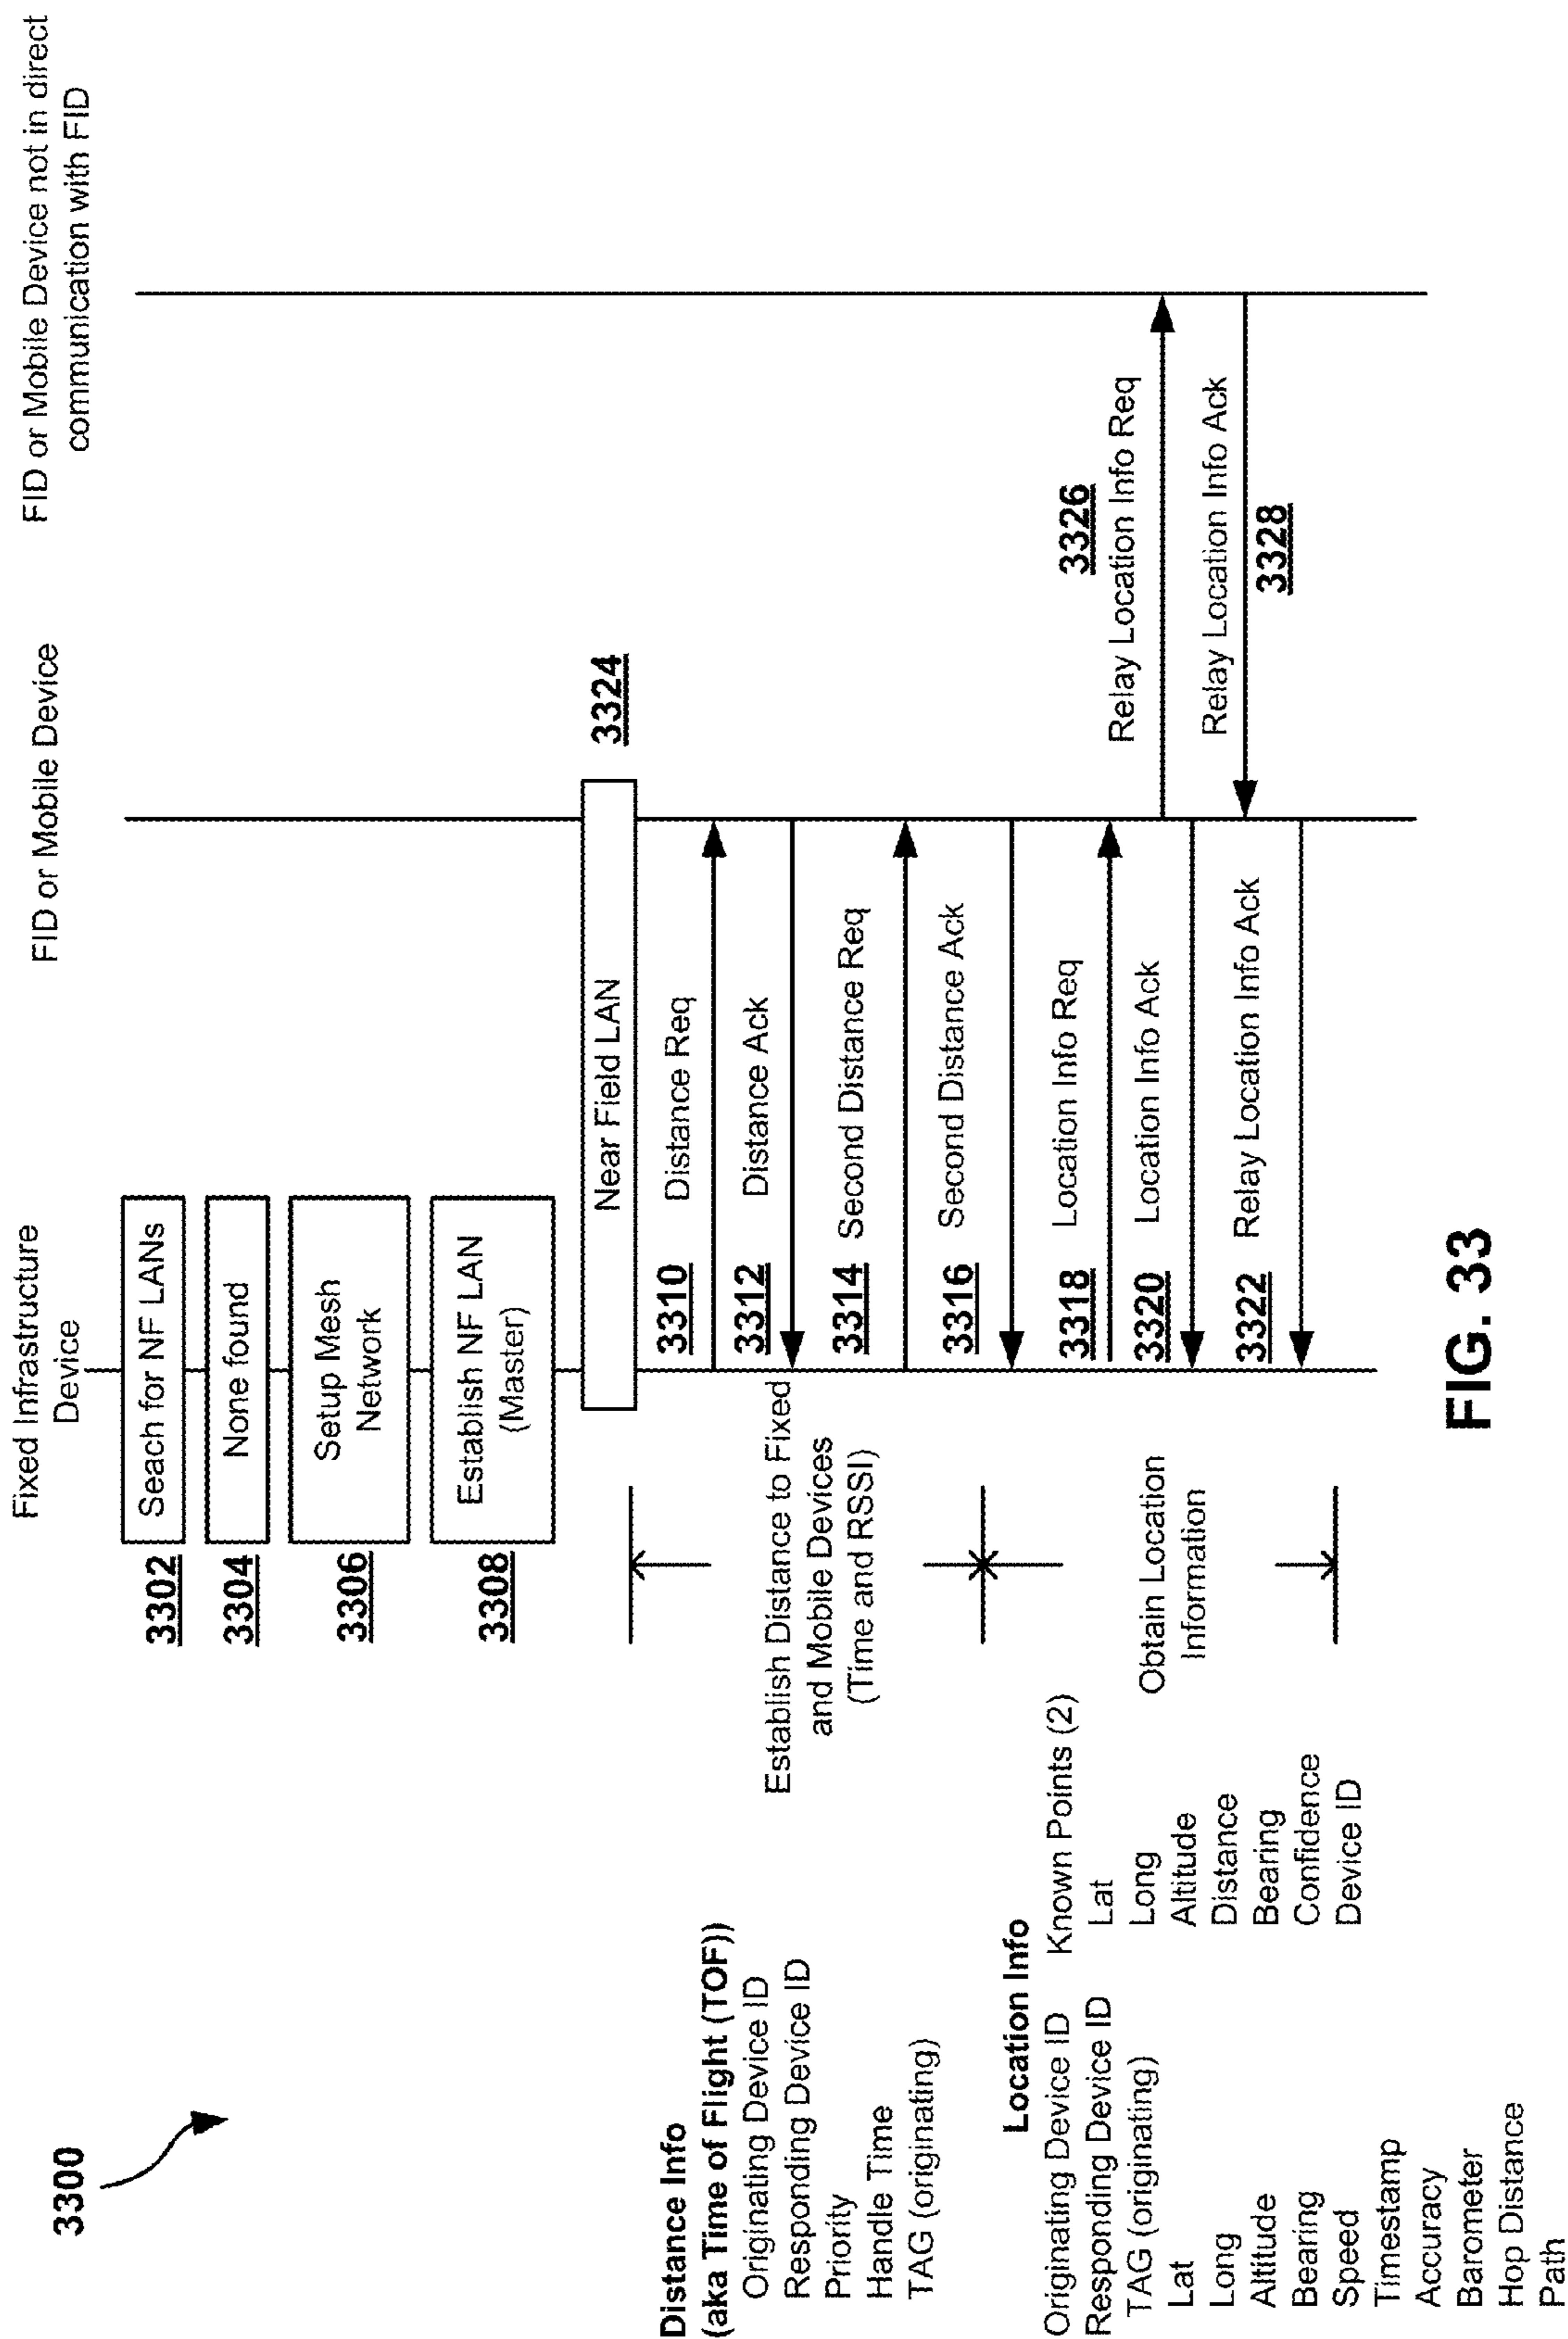 3300
Fixed Infrastructure
Device
FID or Mobile Device
FID or Mobile Device not in direct
communication with FID
3302
Seach for NF LANs
3304
None found
3306
Setup Mesh
Network
3308
Establish NF LAN
(Master)
Near Field LAN
3324
Distance Info
(aka Time of Flight (TOF))
Originating Device ID
Responding Device ID
Priority
Handle Time
TAG (originating)
Establish Distance to Fixed
and Mobile Devices
(Time and RSSI)
3310
Distance Req
3312
Distance Ack
3314
Second Distance Req
3316
Second Distance Ack
Location Info
Originating Device ID
Responding Device ID
TAG (originating)
Lat
Long
Altitude
Bearing
Speed
Timestamp
Accuracy
Barometer
Hop Distance
Path
Known Points (2)
Lat
Long
Altitude
Distance
Bearing
Confidence
Device ID
Obtain Location
Information
3318
Location Info Req
3320
Location Info Ack
3322
Relay Location Info Ack
3326
Relay Location Info Req
Relay Location Info Ack
3328
FIG. 33